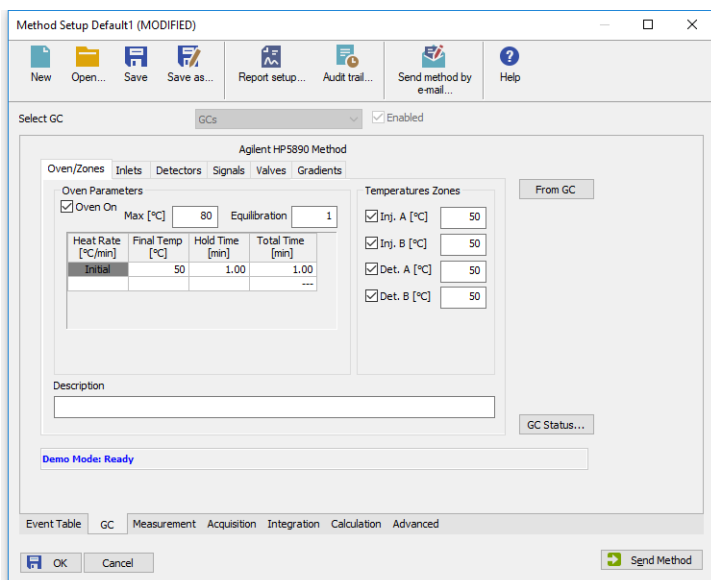 Method Setup Default1 (MODIFIED)
New Open... Save Save as... Report setup... Audit trail... Send method by e-mail... Help
Select GC GCs Enabled
Agilent HP5890 Method
Oven/Zones Inlets Detectors Signals Valves Gradients
From GC
Oven Parameters
Oven On Max [°C] 80 Equilibration 1
Heat Rate [°C/min] Final Temp [°C] Hold Time [min] Total Time [min]
Initial 50 1.00 1.00
---
Temperatures Zones
Inj. A [°C] 50
Inj. B [°C] 50
Det. A [°C] 50
Det. B [°C] 50
Description
GC Status...
Demo Mode: Ready
Event Table GC Measurement Acquisition Integration Calculation Advanced
OK Cancel Send Method